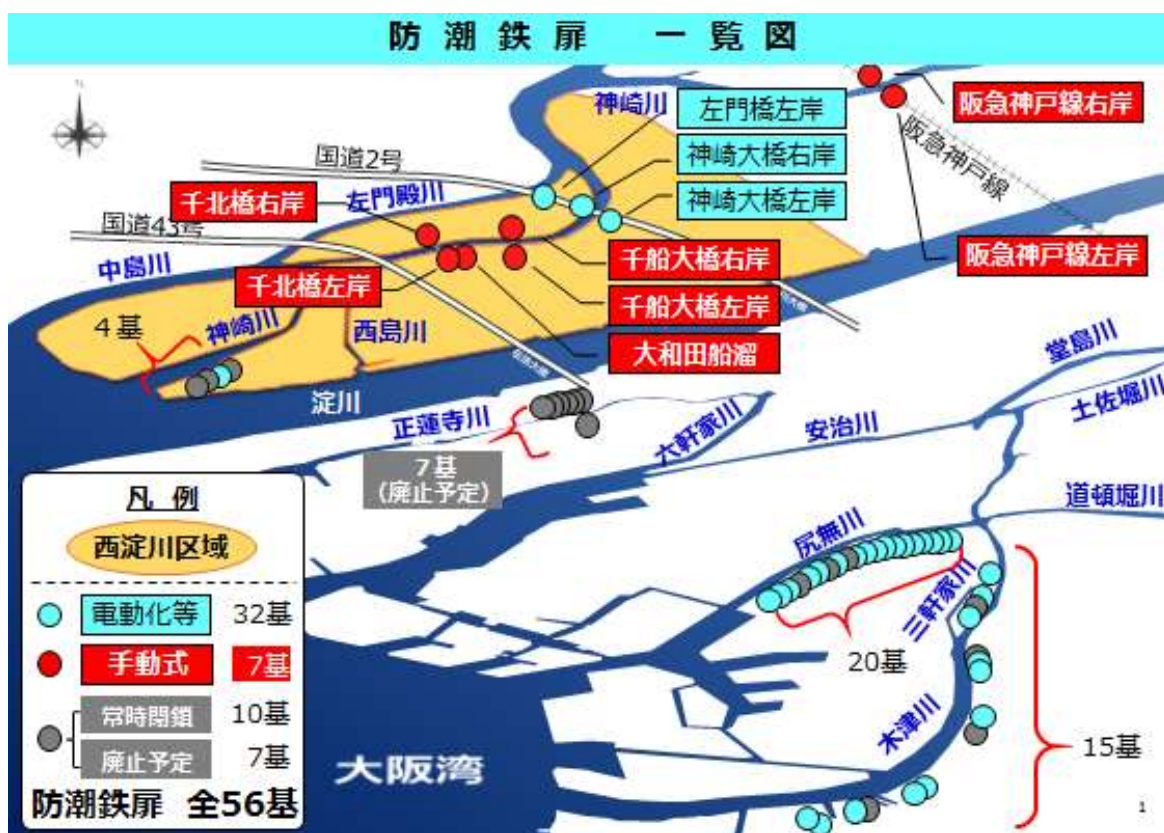 防潮鉄扉 一覧図
神崎川
左門橋左岸
阪急神戸線右岸
国道2号
神崎大橋右岸
阪急神戸線
千北橋右岸
左門殿川
神崎大橋左岸
国道43号
千船大橋右岸
阪急神戸線左岸
中島川
千北橋左岸
千船大橋左岸
4基
神崎川
西島川
大和田船溜
淀川
正蓮寺川
六軒家川
安治川
堂島川
土佐堀川
7基
(廃止予定)
道頓堀川
尻無川
三軒家川
20基
木津川
15基
大阪湾
凡 例
西淀川区域
電動化等 32基
手動式 7基
常時閉鎖 10基
廃止予定 7基
防潮鉄扉 全56基
1